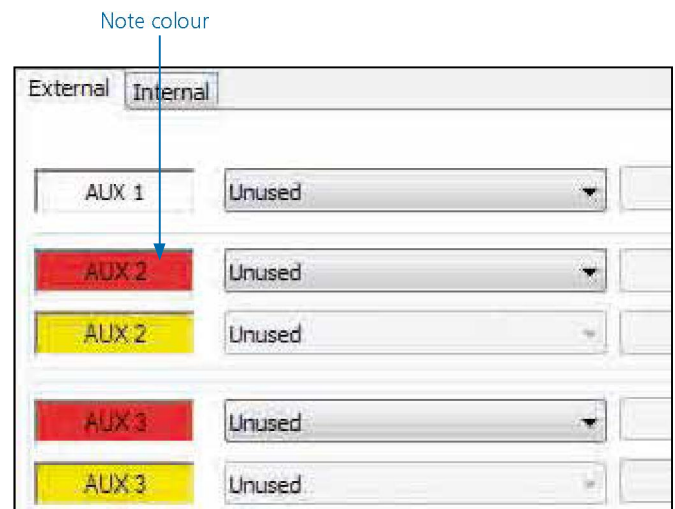 Note colour
External Internal
AUX 1 Unused
AUX 2 Unused
AUX 2 Unused
AUX 3 Unused
AUX 3 Unused